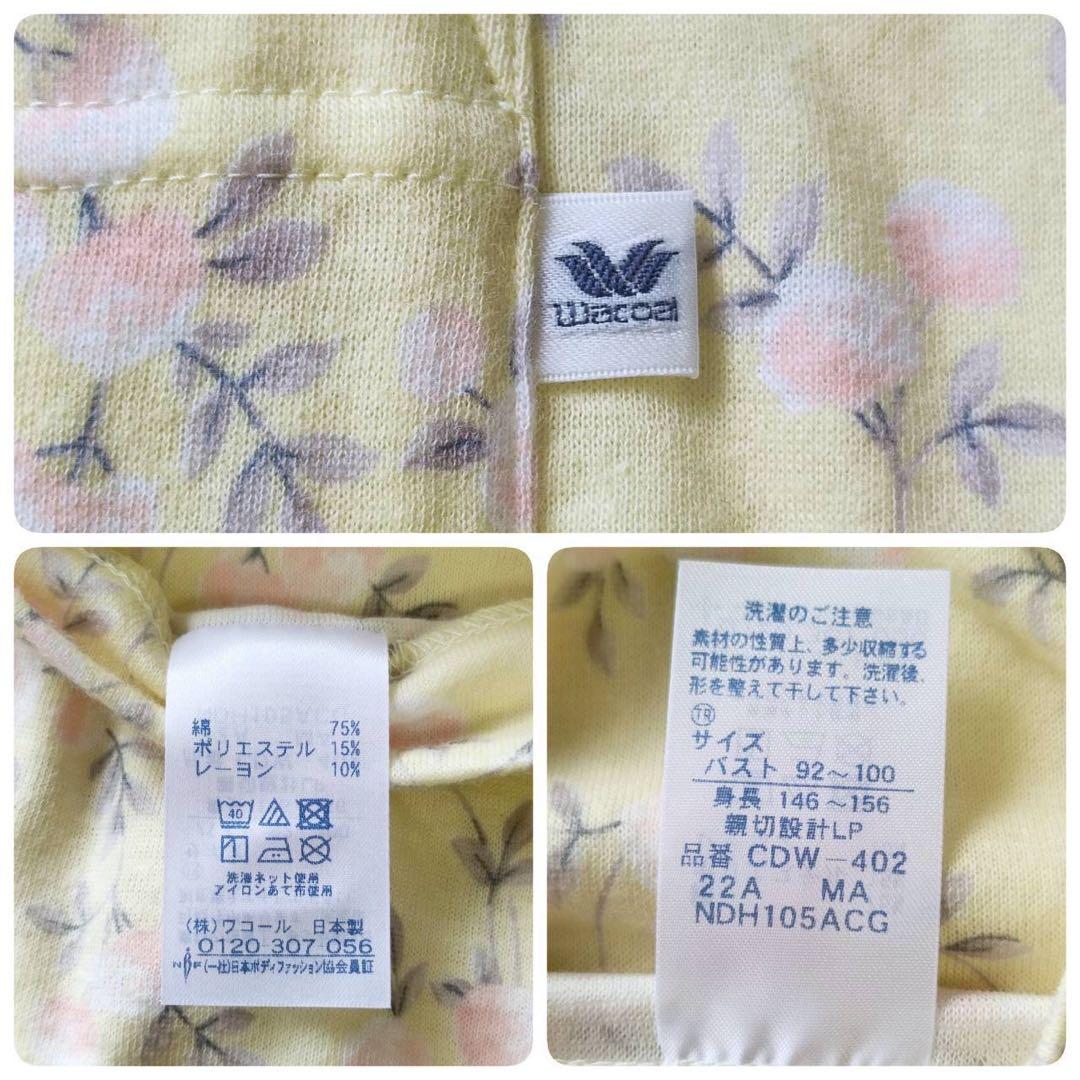 Wacoal
綿 75%
ポリエステル 15%
レーヨン 10%
40
洗濯ネット使用
アイロンあて布使用
(株)ワコール 日本製
0120-307-056
NBF (一社)日本ボディファッション協会員証
洗濯のご注意
素材の性質上、多少収縮する
可能性があります。洗濯後、
形を整えて干して下さい。
TR
サイズ
バスト 92〜100
身長 146〜156
親切設計LP
品番 CDW-402
22A MA
NDH105ACG